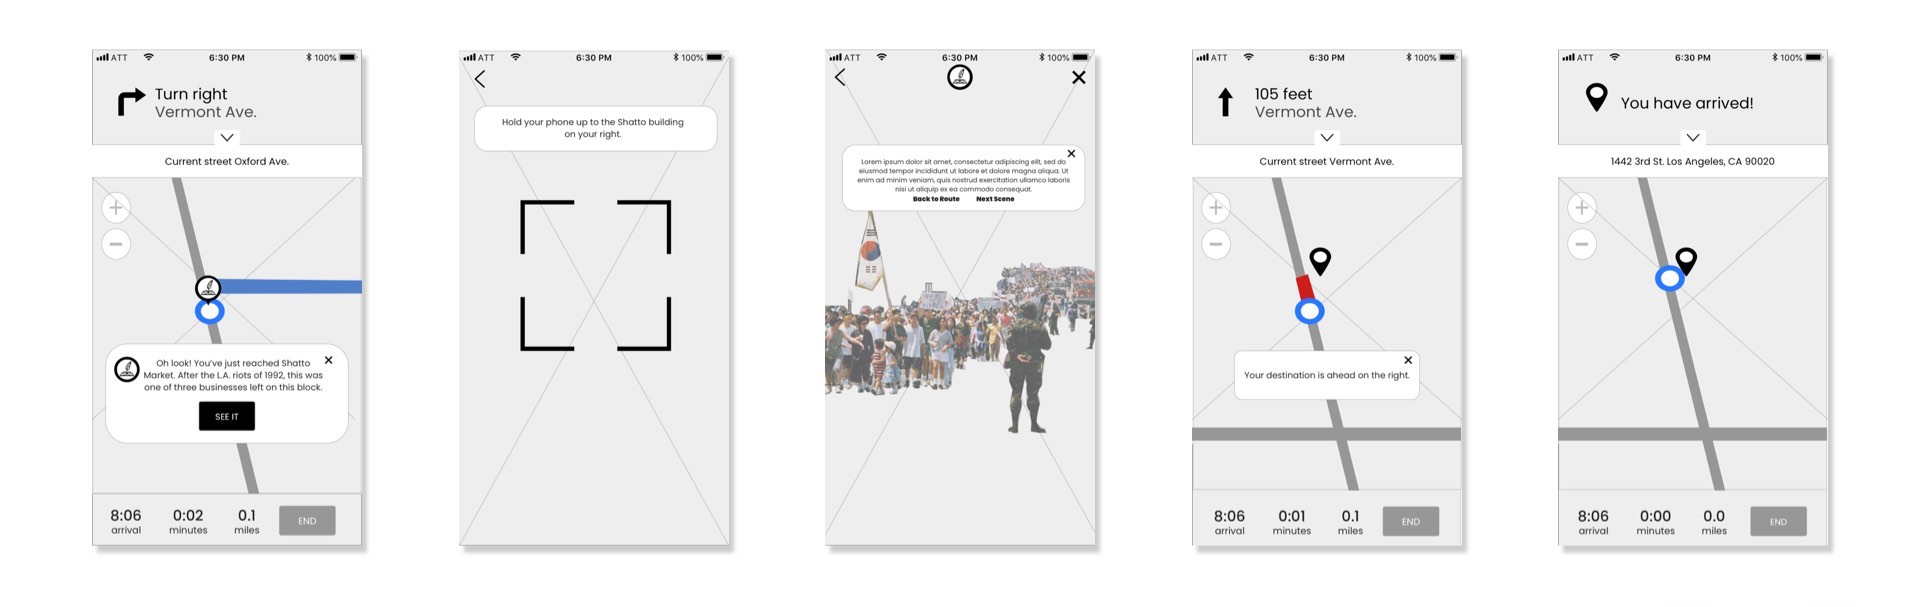 ATT 6:30 PM 100%
Turn right
Vermont Ave.
Current street Oxford Ave.
Oh look! You've just reached Shatto
Market. After the L.A. riots of 1992, this was
one of three businesses left on this block.
SEE IT
8:06 0:02 0.1 END
arrival minutes miles
ATT 6:30 PM 100%
Hold your phone up to the Shatto building
on your right.
ATT 6:30 PM 100%
Lorem ipsum dolor sit amet, consectetur adipiscing elit, sed do
eiusmod tempor incididunt ut labore et dolore magna aliqua. Ut
enim ad minim veniam, quis nostrud exercitation ullamco laboris
nisi ut aliquip ex ea commodo consequat.
Back to Route Next Scene
ATT 6:30 PM 100%
105 feet
Vermont Ave.
Current street Vermont Ave.
Your destination is ahead on the right.
8:06 0:01 0.1 END
arrival minutes miles
ATT 6:30 PM 100%
You have arrived!
1442 3rd St. Los Angeles, CA 90020
8:06 0:00 0.0 END
arrival minutes miles